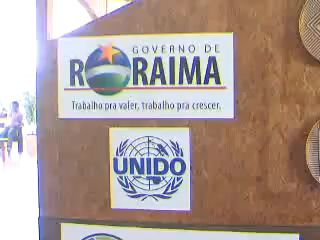 GOVERNO DE
RORAIMA
Trabalho pra valer, trabalho pra crescer.
UNIDO